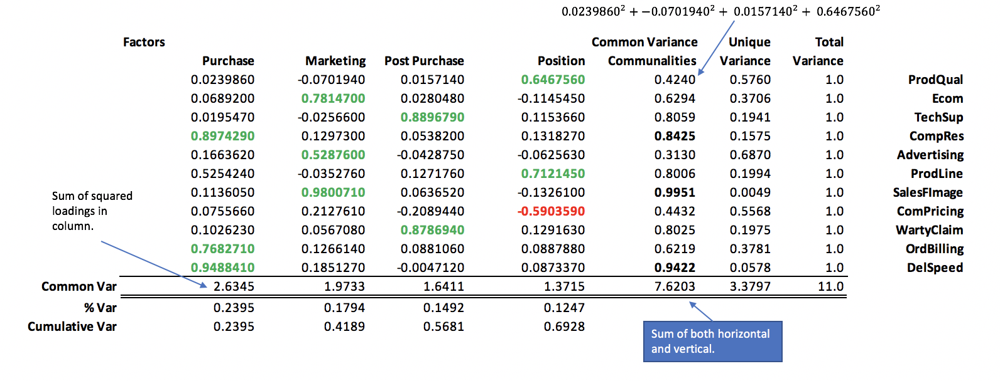 0.0239860² + −0.0701940² + 0.0157140² + 0.6467560²
Factors Common Variance Unique Total
Purchase Marketing Post Purchase Position Communalities Variance Variance
0.0239860 -0.0701940 0.0157140 0.6467560 0.4240 0.5760 1.0 ProdQual
0.0689200 0.7814700 0.0280480 -0.1145450 0.6294 0.3706 1.0 Ecom
0.0195470 -0.0256600 0.8896790 0.1153660 0.8059 0.1941 1.0 TechSup
0.8974290 0.1297300 0.0538200 0.1318270 0.8425 0.1575 1.0 CompRes
0.1663620 0.5287600 -0.0428750 -0.0625630 0.3130 0.6870 1.0 Advertising
0.5254240 -0.0352760 0.1271760 0.7121450 0.8006 0.1994 1.0 ProdLine
0.1136050 0.9800710 0.0636520 -0.1326100 0.9951 0.0049 1.0 SalesFImage
0.0755660 0.2127610 -0.2089440 -0.5903590 0.4432 0.5568 1.0 ComPricing
0.1026230 0.0567080 0.8786940 0.1291630 0.8025 0.1975 1.0 WartyClaim
0.7682710 0.1266140 0.0881060 0.0887880 0.6219 0.3781 1.0 OrdBilling
0.9488410 0.1851270 -0.0047120 0.0873370 0.9422 0.0578 1.0 DelSpeed
Sum of squared
loadings in
column.
Common Var 2.6345 1.9733 1.6411 1.3715 7.6203 3.3797 11.0
% Var 0.2395 0.1794 0.1492 0.1247
Cumulative Var 0.2395 0.4189 0.5681 0.6928
Sum of both horizontal
and vertical.